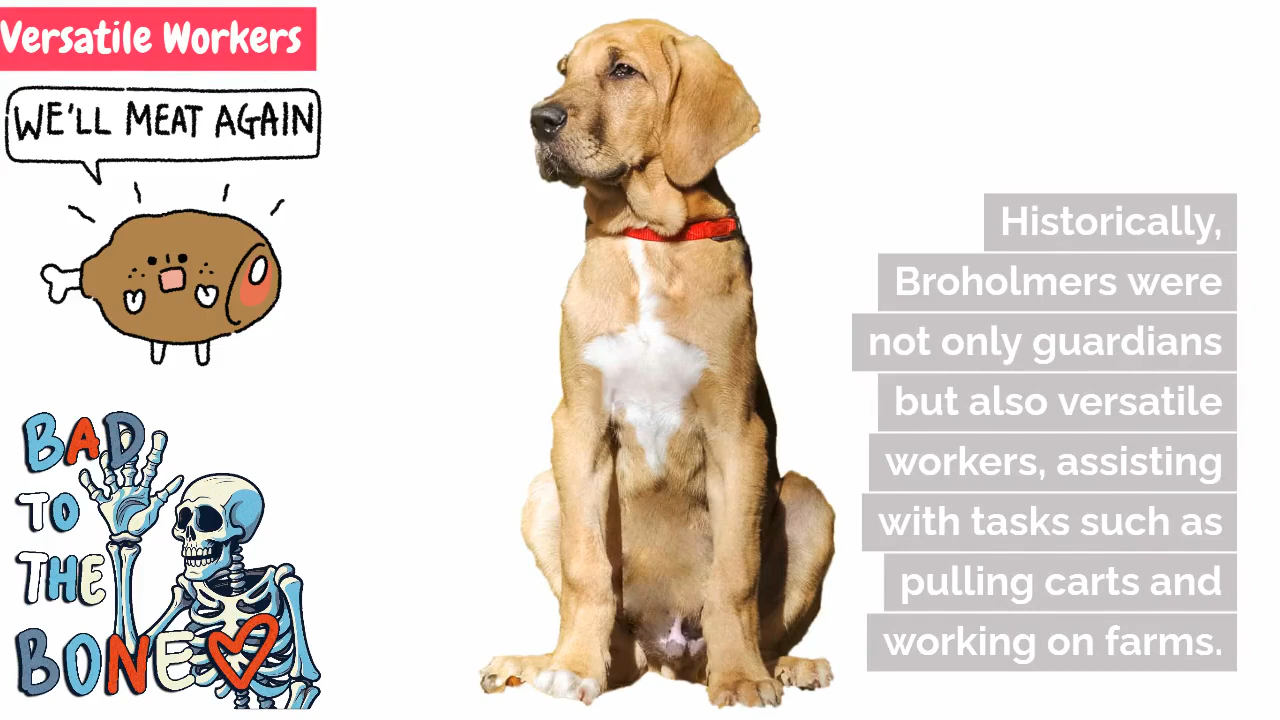 Versatile Workers
WE'LL MEAT AGAIN
BAD
TO
THE
BONE
Historically,
Broholmers were
not only guardians
but also versatile
workers, assisting
with tasks such as
pulling carts and
working on farms.